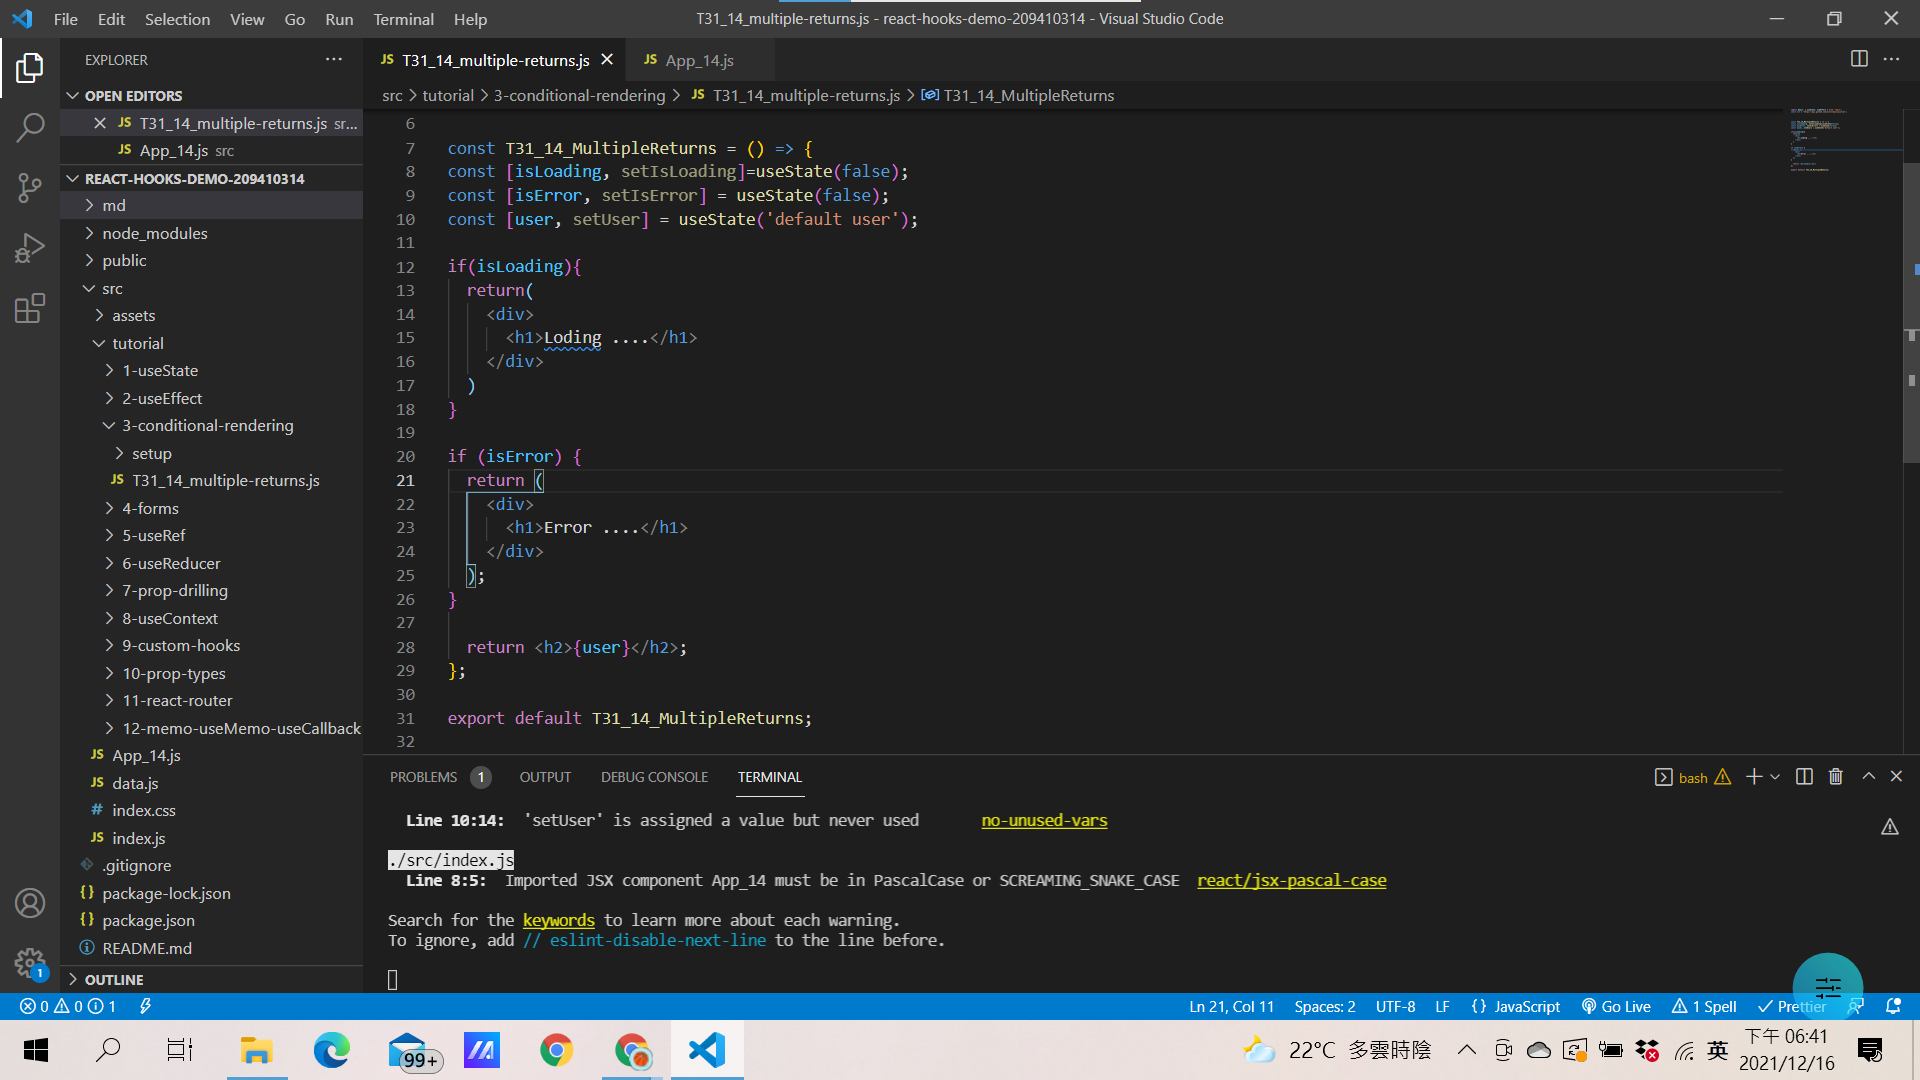 File Edit Selection View Go Run Terminal Help
T31_14_multiple-returns.js - react-hooks-demo-209410314 - Visual Studio Code
EXPLORER
OPEN EDITORS
JS T31_14_multiple-returns.js sr...
JS App_14.js src
REACT-HOOKS-DEMO-209410314
md
node_modules
public
src
assets
tutorial
1-useState
2-useEffect
3-conditional-rendering
setup
JS T31_14_multiple-returns.js
4-forms
5-useRef
6-useReducer
7-prop-drilling
8-useContext
9-custom-hooks
10-prop-types
11-react-router
12-memo-useMemo-useCallback
JS App_14.js
JS data.js
# index.css
JS index.js
.gitignore
{} package-lock.json
{} package.json
README.md
OUTLINE
1
JS T31_14_multiple-returns.js
JS App_14.js
src > tutorial > 3-conditional-rendering > JS T31_14_multiple-returns.js > T31_14_MultipleReturns
6
7 const T31_14_MultipleReturns = () => {
8 const [isLoading, setIsLoading]=useState(false);
9 const [isError, setIsError] = useState(false);
10 const [user, setUser] = useState('default user');
11
12 if(isLoading){
13 return(
14 <div>
15 <h1>Loding ....</h1>
16 </div>
17 )
18 }
19
20 if (isError) {
21 return (
22 <div>
23 <h1>Error ....</h1>
24 </div>
25 );
26 }
27
28 return <h2>{user}</h2>;
29 };
30
31 export default T31_14_MultipleReturns;
32
PROBLEMS 1 OUTPUT DEBUG CONSOLE TERMINAL
bash
Line 10:14: 'setUser' is assigned a value but never used no-unused-vars
./src/index.js
Line 8:5: Imported JSX component App_14 must be in PascalCase or SCREAMING_SNAKE_CASE react/jsx-pascal-case
Search for the keywords to learn more about each warning.
To ignore, add // eslint-disable-next-line to the line before.
0 0 1
Ln 21, Col 11 Spaces: 2 UTF-8 LF {} JavaScript Go Live 1 Spell Prettier
99+
22°C 多雲時陰
英
下午 06:41
2021/12/16